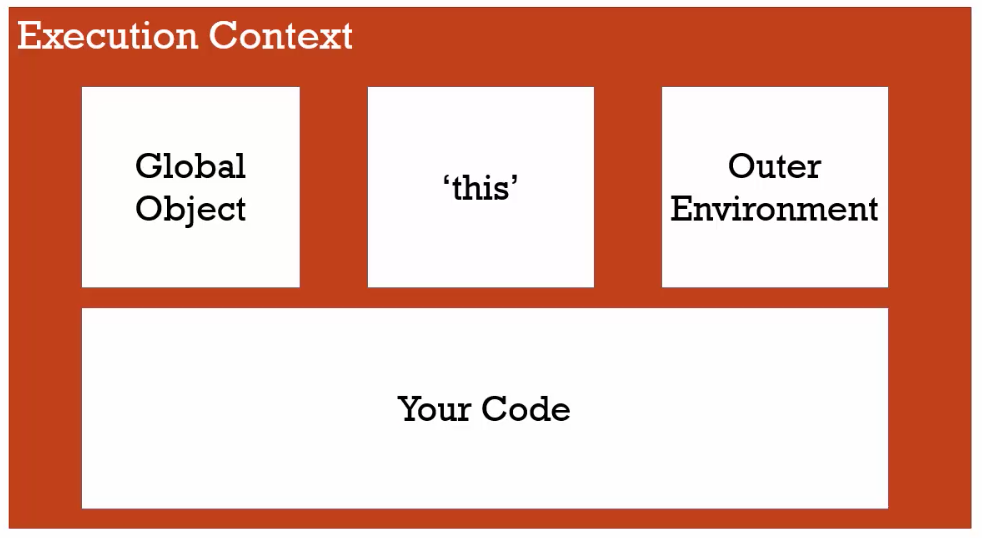 Execution Context
Global
Object
‘this’
Outer
Environment
Your Code